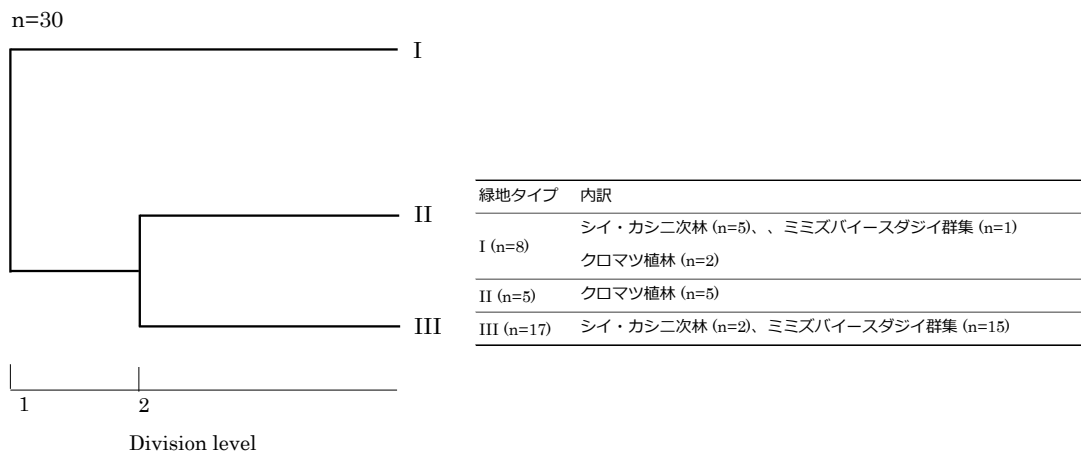 n=30
I
II
III
1
2
Division level
緑地タイプ 内訳
I (n=8)
シイ・カシ二次林 (n=5)、、ミミズバイースダジイ群集 (n=1)
クロマツ植林 (n=2)
II (n=5) クロマツ植林 (n=5)
III (n=17) シイ・カシ二次林 (n=2)、ミミズバイースダジイ群集 (n=15)